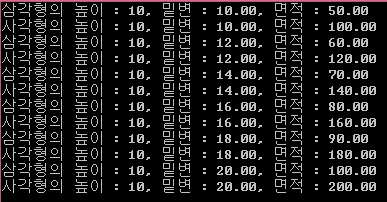 삼각형의 높이 : 10, 밑변 : 10.00, 면적 : 50.00
사각형의 높이 : 10, 밑변 : 10.00, 면적 : 100.00
삼각형의 높이 : 10, 밑변 : 12.00, 면적 : 60.00
사각형의 높이 : 10, 밑변 : 12.00, 면적 : 120.00
삼각형의 높이 : 10, 밑변 : 14.00, 면적 : 70.00
사각형의 높이 : 10, 밑변 : 14.00, 면적 : 140.00
삼각형의 높이 : 10, 밑변 : 16.00, 면적 : 80.00
사각형의 높이 : 10, 밑변 : 16.00, 면적 : 160.00
삼각형의 높이 : 10, 밑변 : 18.00, 면적 : 90.00
사각형의 높이 : 10, 밑변 : 18.00, 면적 : 180.00
삼각형의 높이 : 10, 밑변 : 20.00, 면적 : 100.00
사각형의 높이 : 10, 밑변 : 20.00, 면적 : 200.00